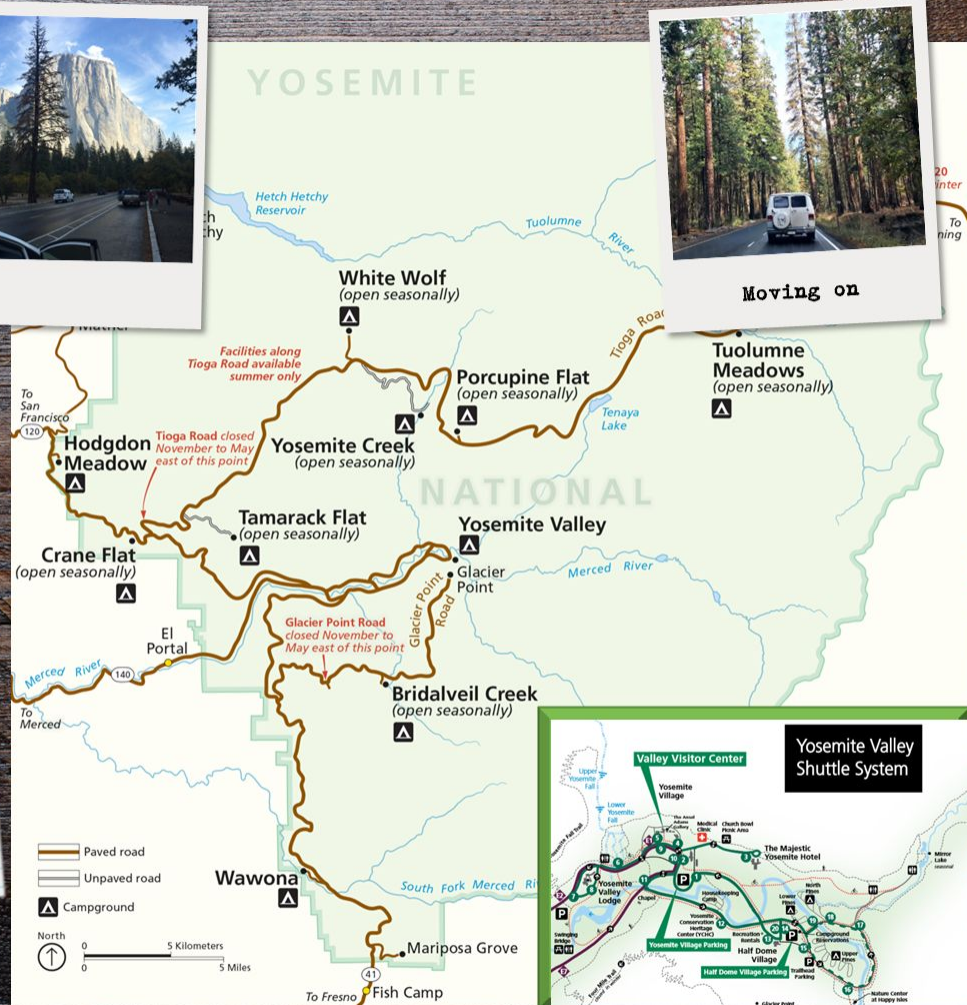 YOSEMITE
Hetch Hetchy
Reservoir
Tuolumne
River
White Wolf
(open seasonally)
Moving on
Facilities along
Tioga Road available
summer only
Porcupine Flat
(open seasonally)
Tioga Road
Tuolumne
Meadows
(open seasonally)
Tenaya
Lake
To
San
Francisco
120
Mather
Hodgdon
Meadow
Tioga Road closed
November to May
east of this point
Yosemite Creek
(open seasonally)
NATIONAL
Tamarack Flat
(open seasonally)
Yosemite Valley
Crane Flat
(open seasonally)
Glacier
Point
Merced River
Glacier Point
Road
El
Portal
Glacier Point Road
closed November to
May east of this point
Merced River
140
To
Merced
Bridalveil Creek
(open seasonally)
Wawona
South Fork Merced
Mariposa Grove
41
To Fresno
Fish Camp
Paved road
Unpaved road
Campground
North
0
5 Kilometers
0
5 Miles
Yosemite Valley
Shuttle System
Valley Visitor Center
Yosemite
Village
Upper
Yosemite
Fall
Lower
Yosemite
Fall
Medical
Clinic
Church Bowl
Picnic Area
The Majestic
Yosemite Hotel
Mirror
Lake
Yosemite
Valley
Lodge
Chapel
Housekeeping
Camp
Yosemite
Conservation
Heritage
Center (YCHC)
Swinging
Bridge
Yosemite Village Parking
Recreation
Rentals
Half Dome
Village
Half Dome Village Parking
Lower
Pines
North
Pines
Campground
Reservations
Upper
Pines
Trailhead
Parking
Nature Center
at Happy Isles
Four Mile Trail
Glacier Point